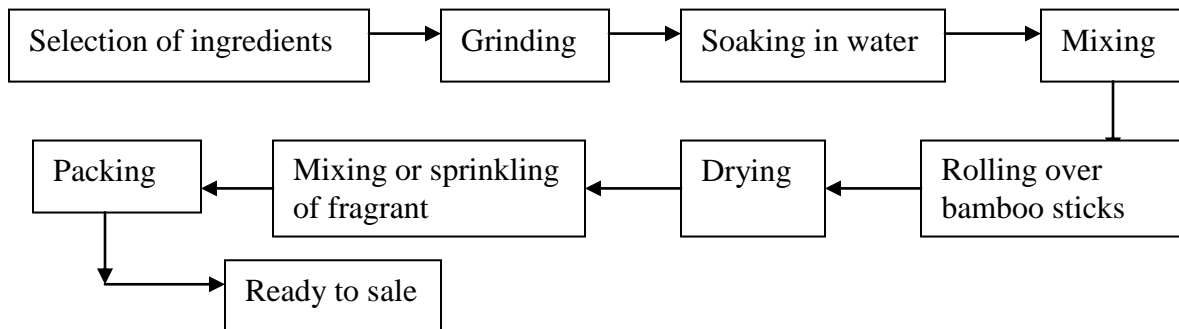 Selection of ingredients
Grinding
Soaking in water
Mixing
Rolling over
bamboo sticks
Drying
Mixing or sprinkling
of fragrant
Packing
Ready to sale